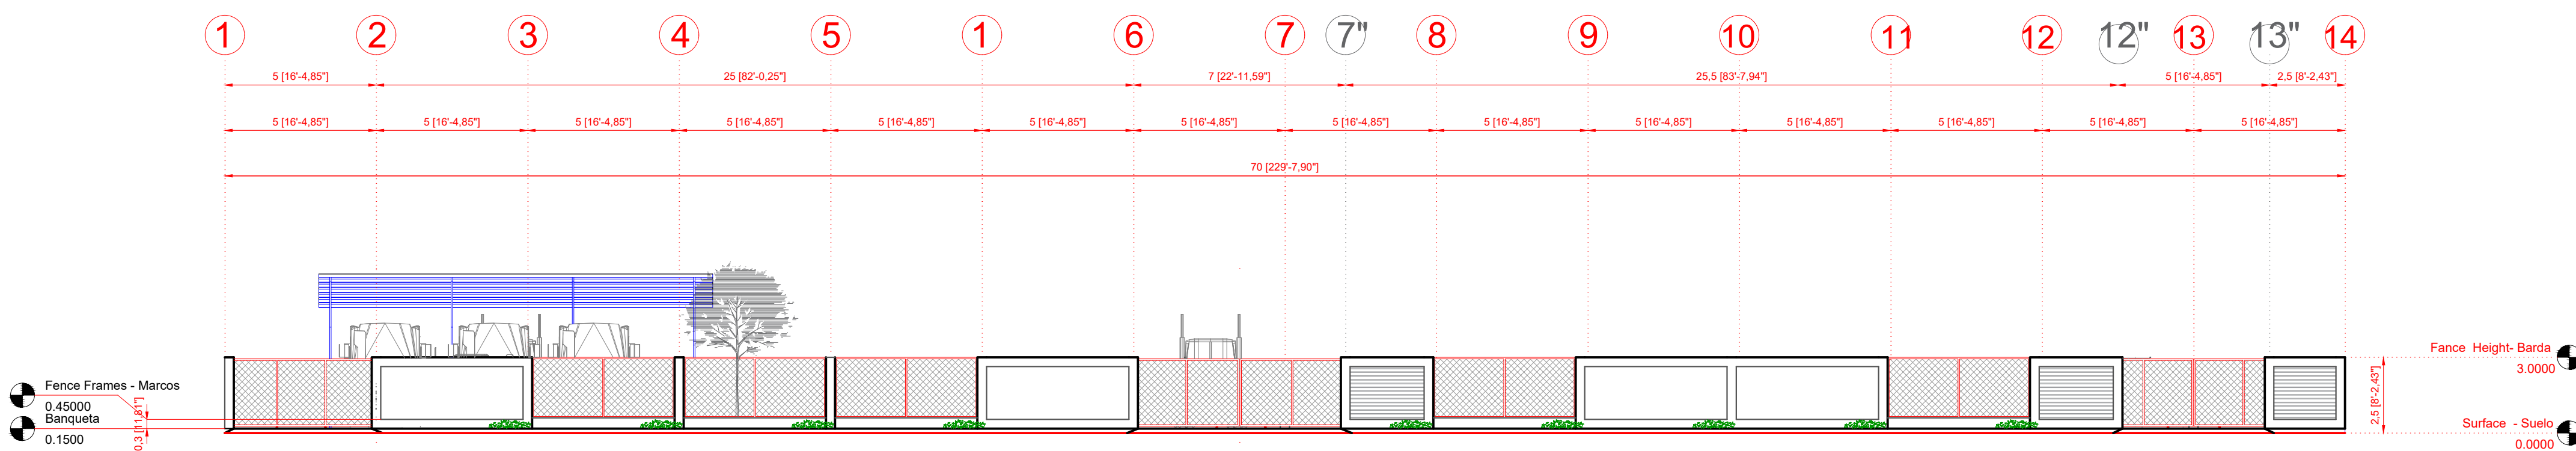 1 2 3 4 5 1 6 7 7" 8 9 10 11 12 12" 13 13" 14
5 [16'-4,85"] 25 [82'-0,25"] 7 [22'-11,59"] 25,5 [83'-7,94"] 5 [16'-4,85"] 2,5 [8'-2,43"]
5 [16'-4,85"] 5 [16'-4,85"] 5 [16'-4,85"] 5 [16'-4,85"] 5 [16'-4,85"] 5 [16'-4,85"] 5 [16'-4,85"] 5 [16'-4,85"] 5 [16'-4,85"] 5 [16'-4,85"] 5 [16'-4,85"] 5 [16'-4,85"] 5 [16'-4,85"] 5 [16'-4,85"]
70 [229'-7,90"]
Fence Frames - Marcos
0.45000
Banqueta
0.1500
0,3 [11,81"]
Fance Height- Barda
3.0000
2,5 [8'-2,43"]
Surface - Suelo
0.0000